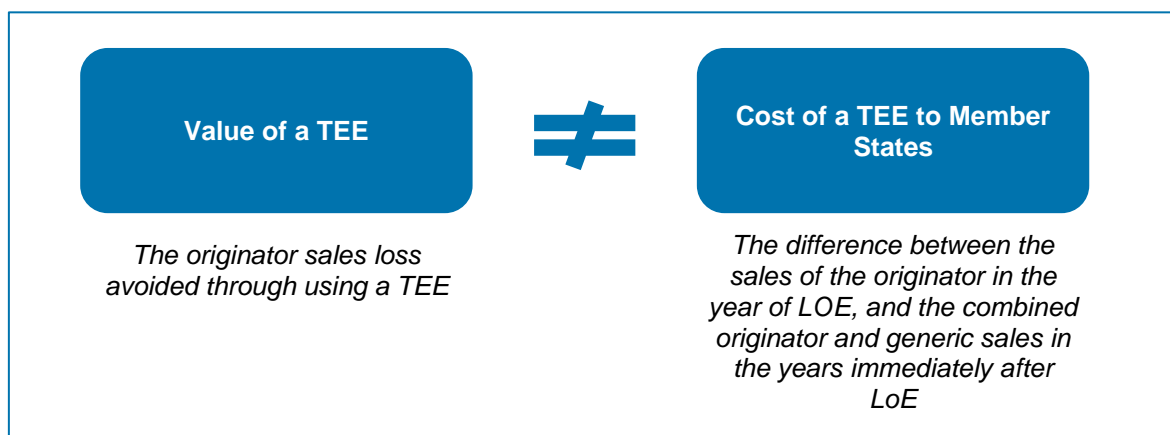 Value of a TEE
The originator sales loss
avoided through using a TEE
Cost of a TEE to Member
States
The difference between the
sales of the originator in the
year of LOE, and the combined
originator and generic sales in
the years immediately after
LoE